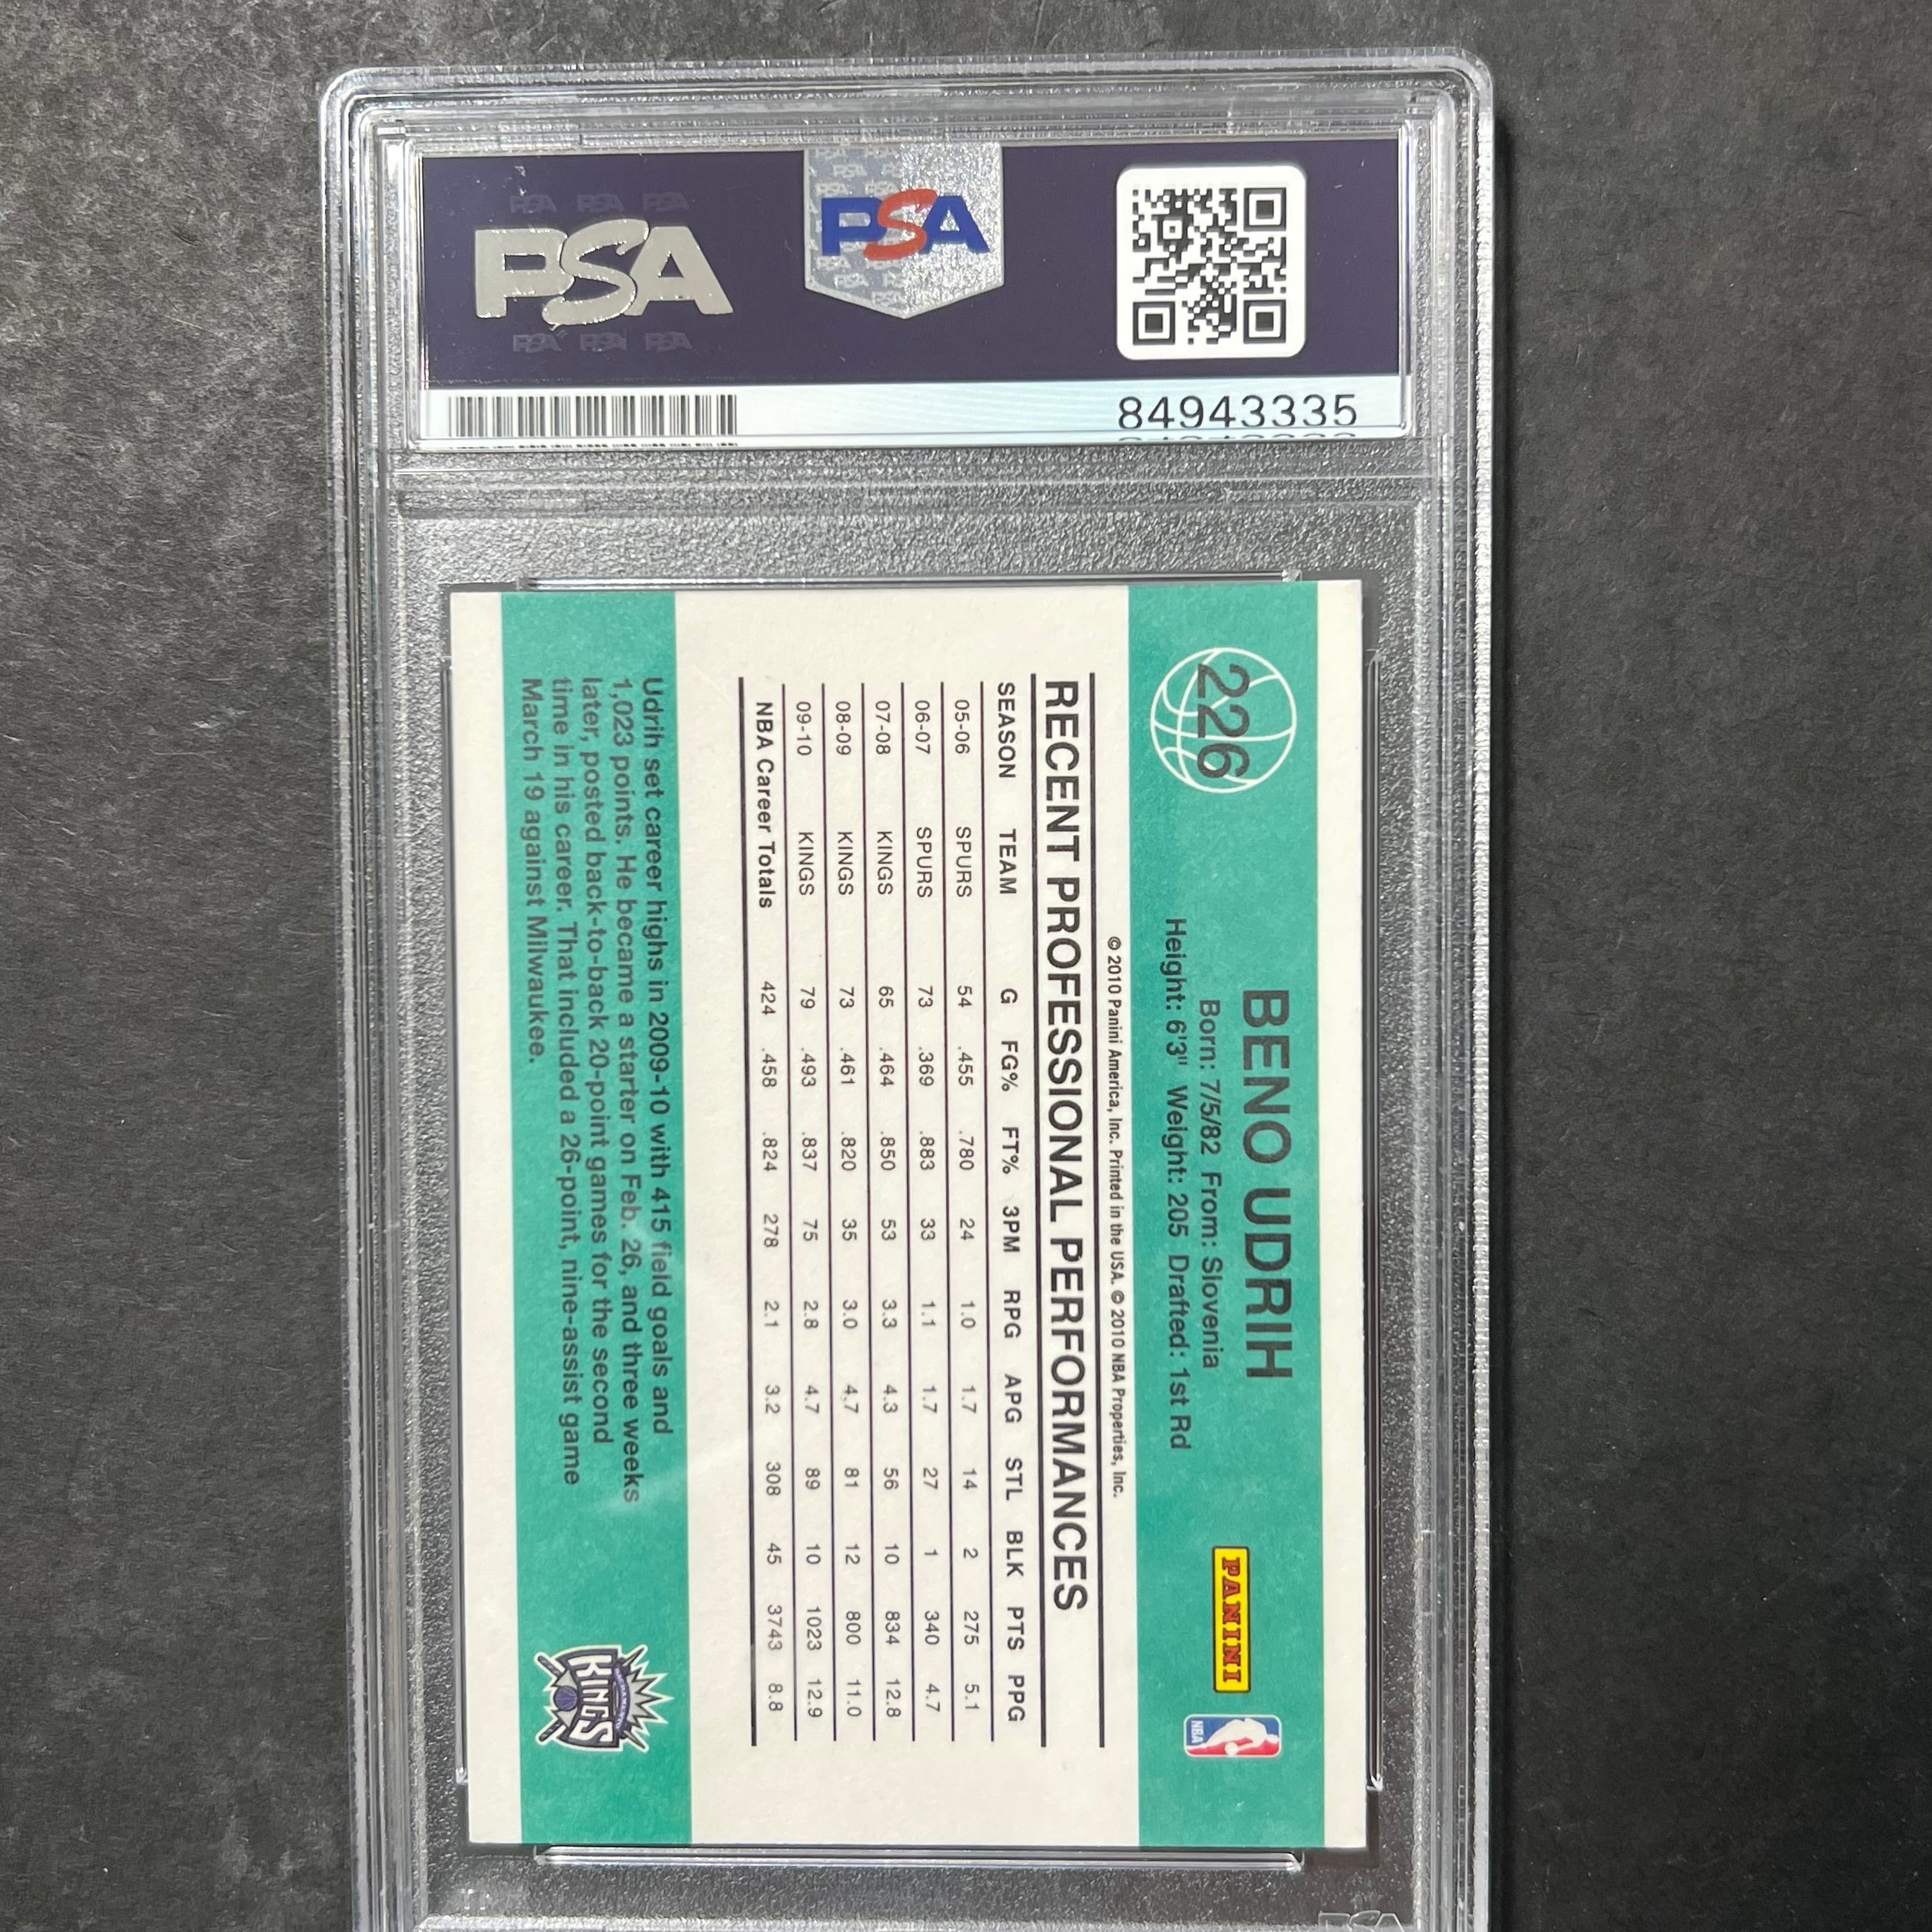 PSA PSA PSA
PSA
PSA PSA PSA
PSA
84943335
226
BENO UDRIH
Born: 7/5/82 From: Slovenia
Height: 6'3" Weight: 205 Drafted: 1st Rd
PANINI
NBA
© 2010 Panini America, Inc. Printed in the USA. © 2010 NBA Properties, Inc.
RECENT PROFESSIONAL PERFORMANCES
SEASON TEAM G FG% FT% 3PM RPG APG STL BLK PTS PPG
05-06 SPURS 54 .455 .780 24 1.0 1.7 14 2 275 5.1
06-07 SPURS 73 .369 .883 33 1.1 1.7 27 1 340 4.7
07-08 KINGS 65 .464 .850 53 3.3 4.3 56 10 834 12.8
08-09 KINGS 73 .461 .820 35 3.0 4.7 81 12 800 11.0
09-10 KINGS 79 .493 .837 75 2.8 4.7 89 10 1023 12.9
NBA Career Totals 424 .458 .824 278 2.1 3.2 308 45 3743 8.8
Udrih set career highs in 2009-10 with 415 field goals and
1,023 points. He became a starter on Feb. 26, and three weeks
later, posted back-to-back 20-point games for the second
time in his career. That included a 26-point, nine-assist game
March 19 against Milwaukee.
SACRAMENTO
KINGS
PSA